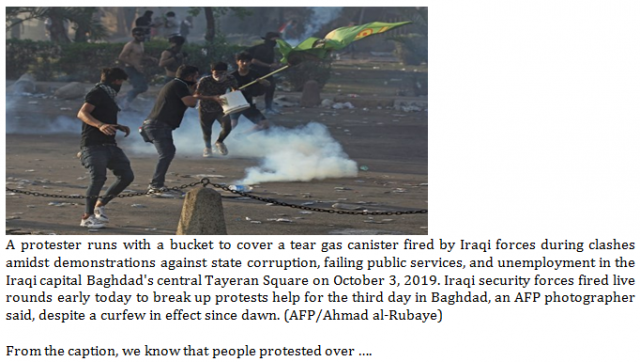 A protester runs with a bucket to cover a tear gas canister fired by Iraqi forces during clashes
amidst demonstrations against state corruption, failing public services, and unemployment in the
Iraqi capital Baghdad's central Tayeran Square on October 3, 2019. Iraqi security forces fired live
rounds early today to break up protests help for the third day in Baghdad, an AFP photographer
said, despite a curfew in effect since dawn. (AFP/Ahmad al-Rubaye)
From the caption, we know that people protested over ....